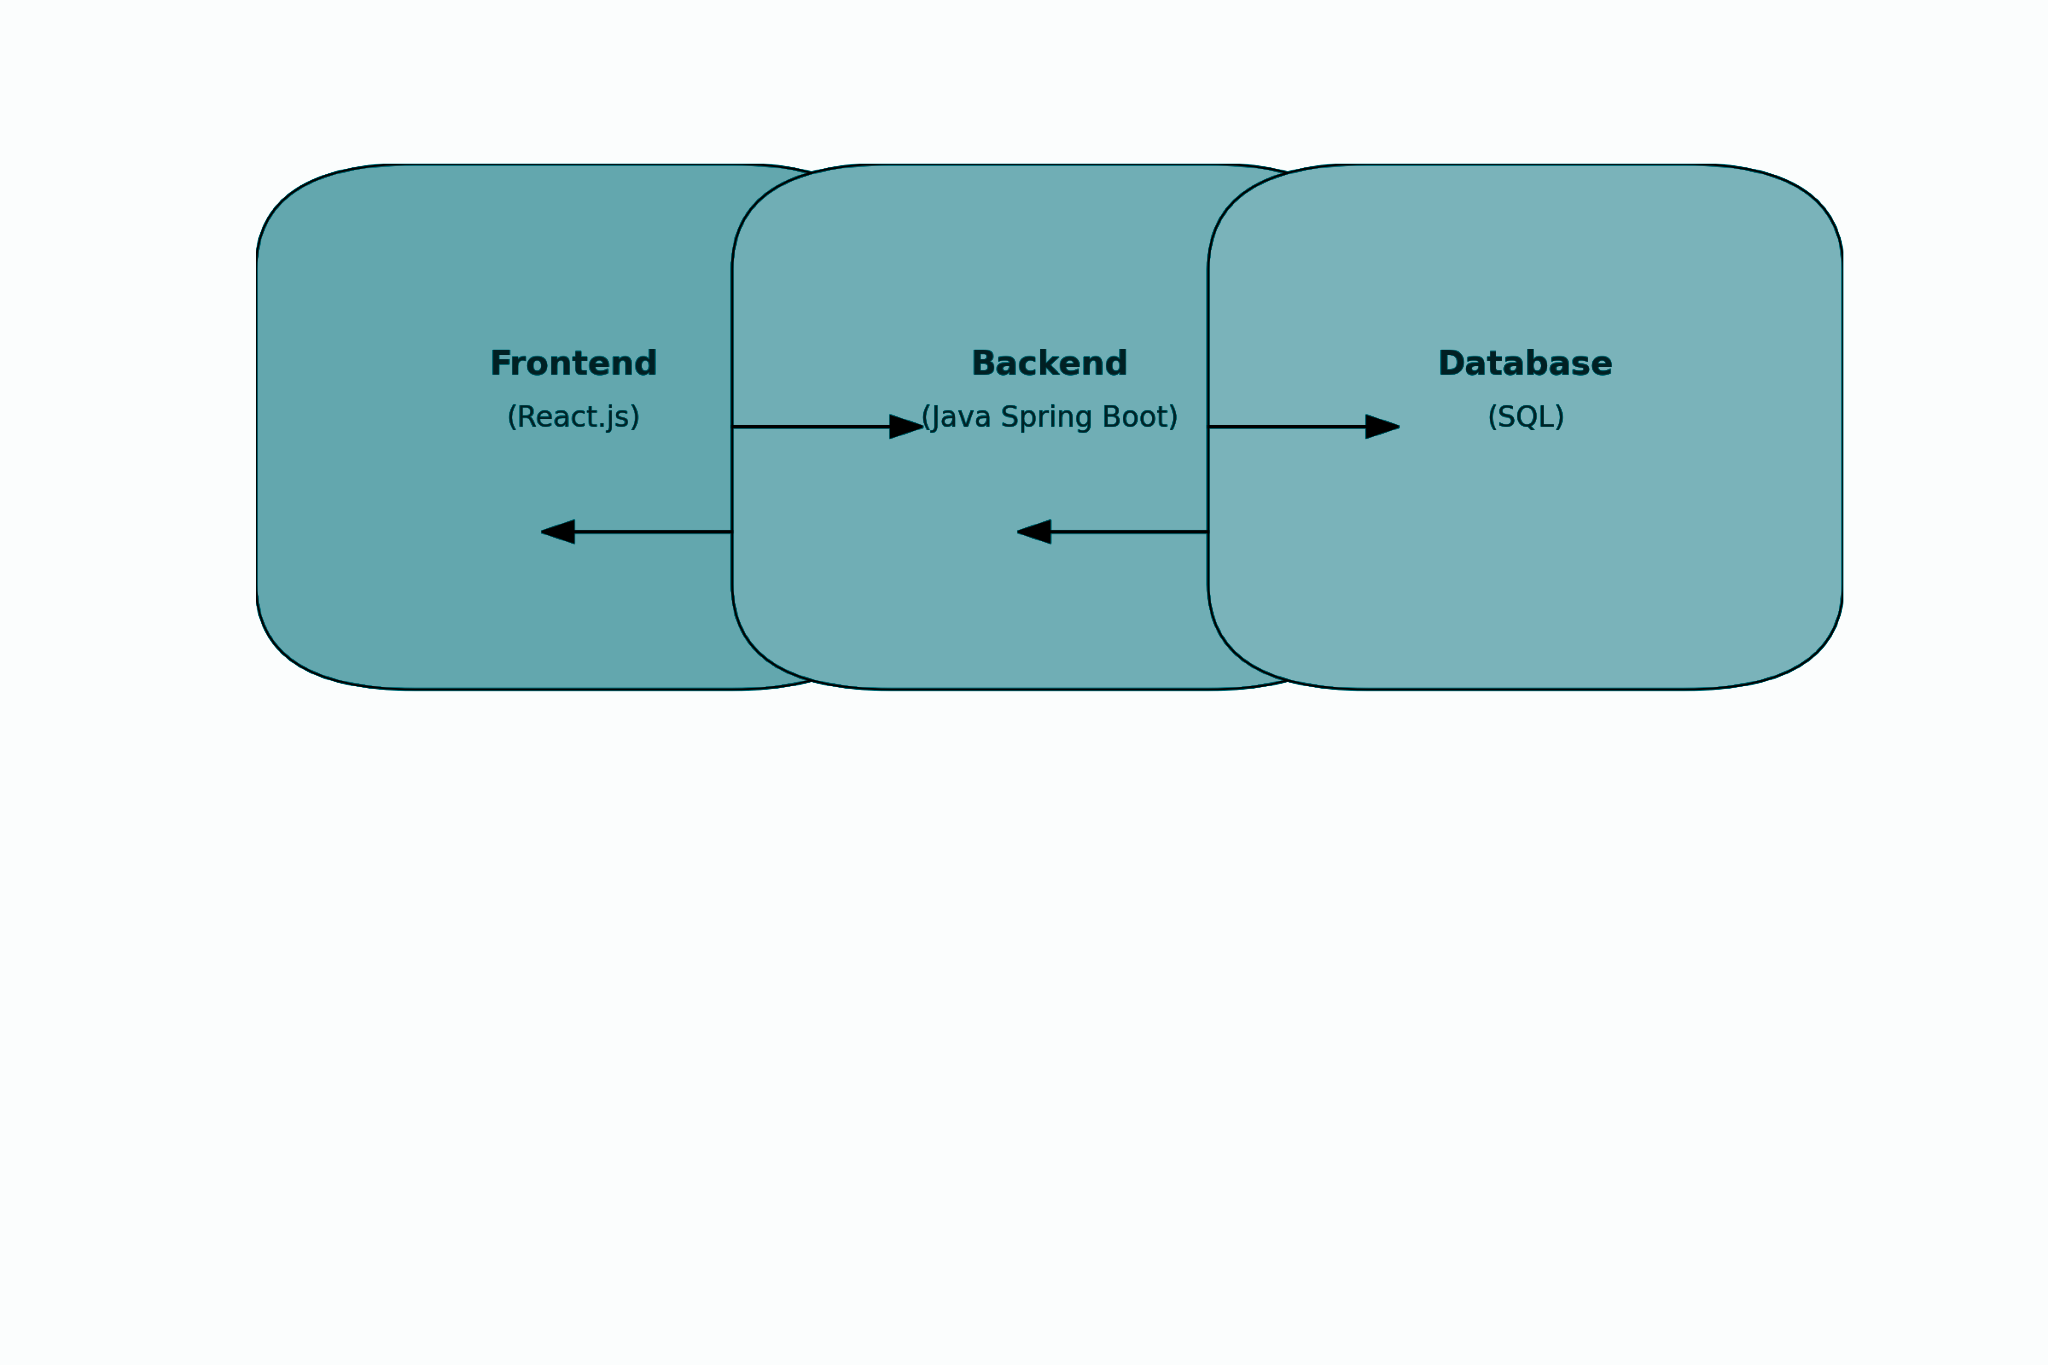 Frontend
(React.js)
Backend
(Java Spring Boot)
Database
(SQL)